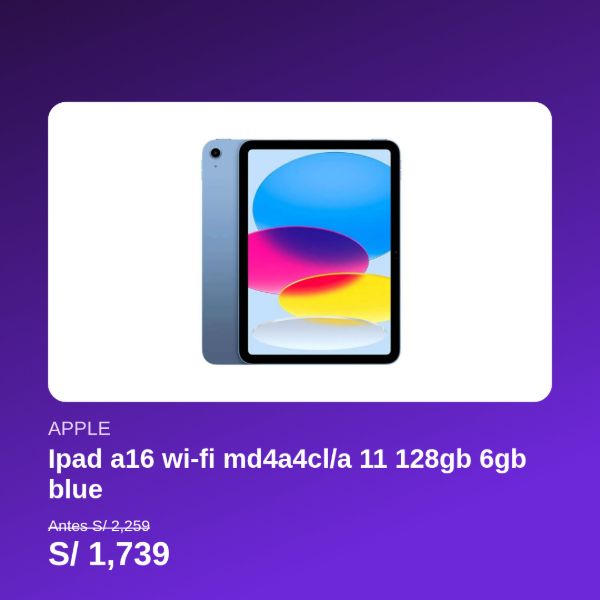 APPLE
Ipad a16 wi-fi md4a4cl/a 11 128gb 6gb
blue
Antes S/ 2,259
S/ 1,739